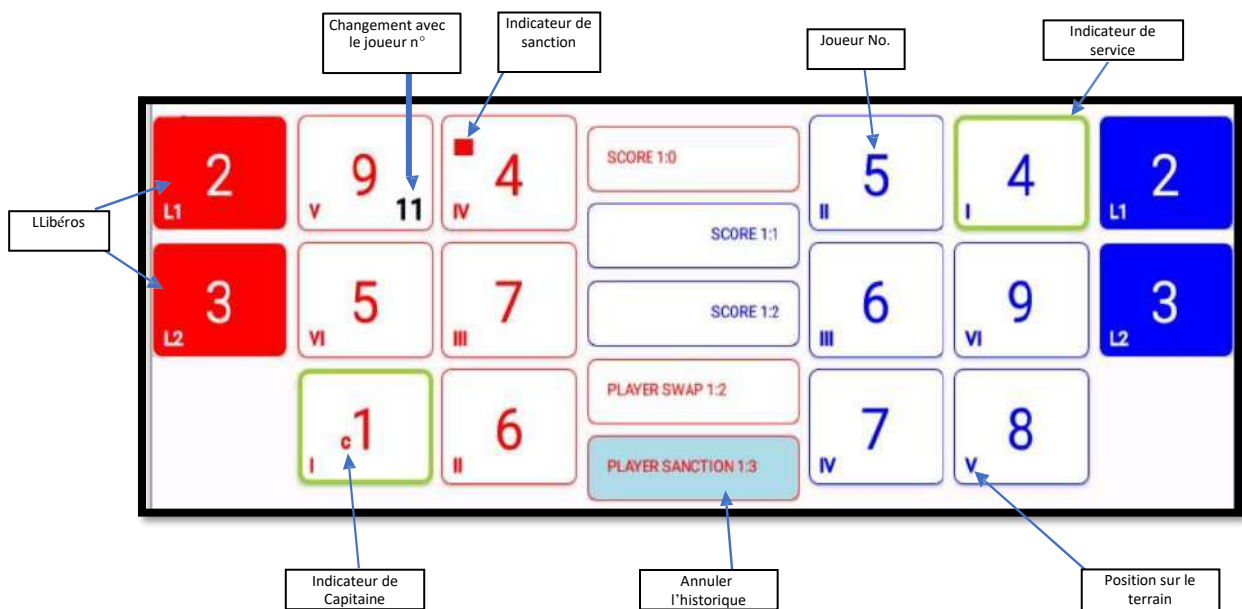 Changement avec
le joueur n°
Indicateur de
sanction
Joueur No.
Indicateur de
service
LLibéros
2
L1
9
V
11
4
IV
SCORE 1:0
5
II
4
I
2
L1
SCORE 1:1
3
L2
5
VI
7
III
SCORE 1:2
6
III
9
VI
3
L2
c1
I
6
II
PLAYER SWAP 1:2
PLAYER SANCTION 1:3
7
IV
8
V
Indicateur de
Capitaine
Annuler
l'historique
Position sur le
terrain